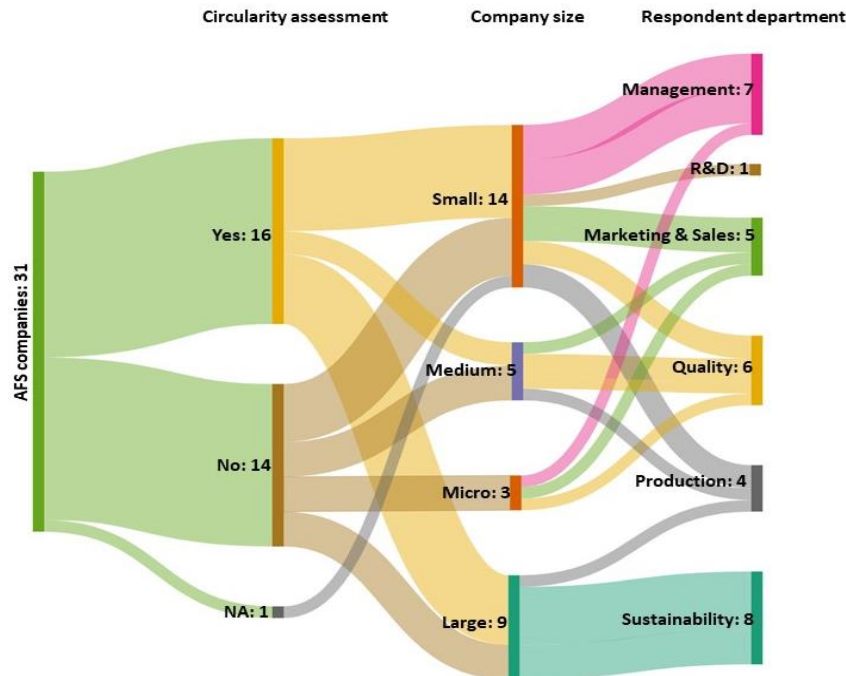 Circularity assessment
Company size
Respondent department
AFS companies: 31
Yes: 16
No: 14
NA: 1
Small: 14
Medium: 5
Micro: 3
Large: 9
Management: 7
R&D: 1
Marketing & Sales: 5
Quality: 6
Production: 4
Sustainability: 8